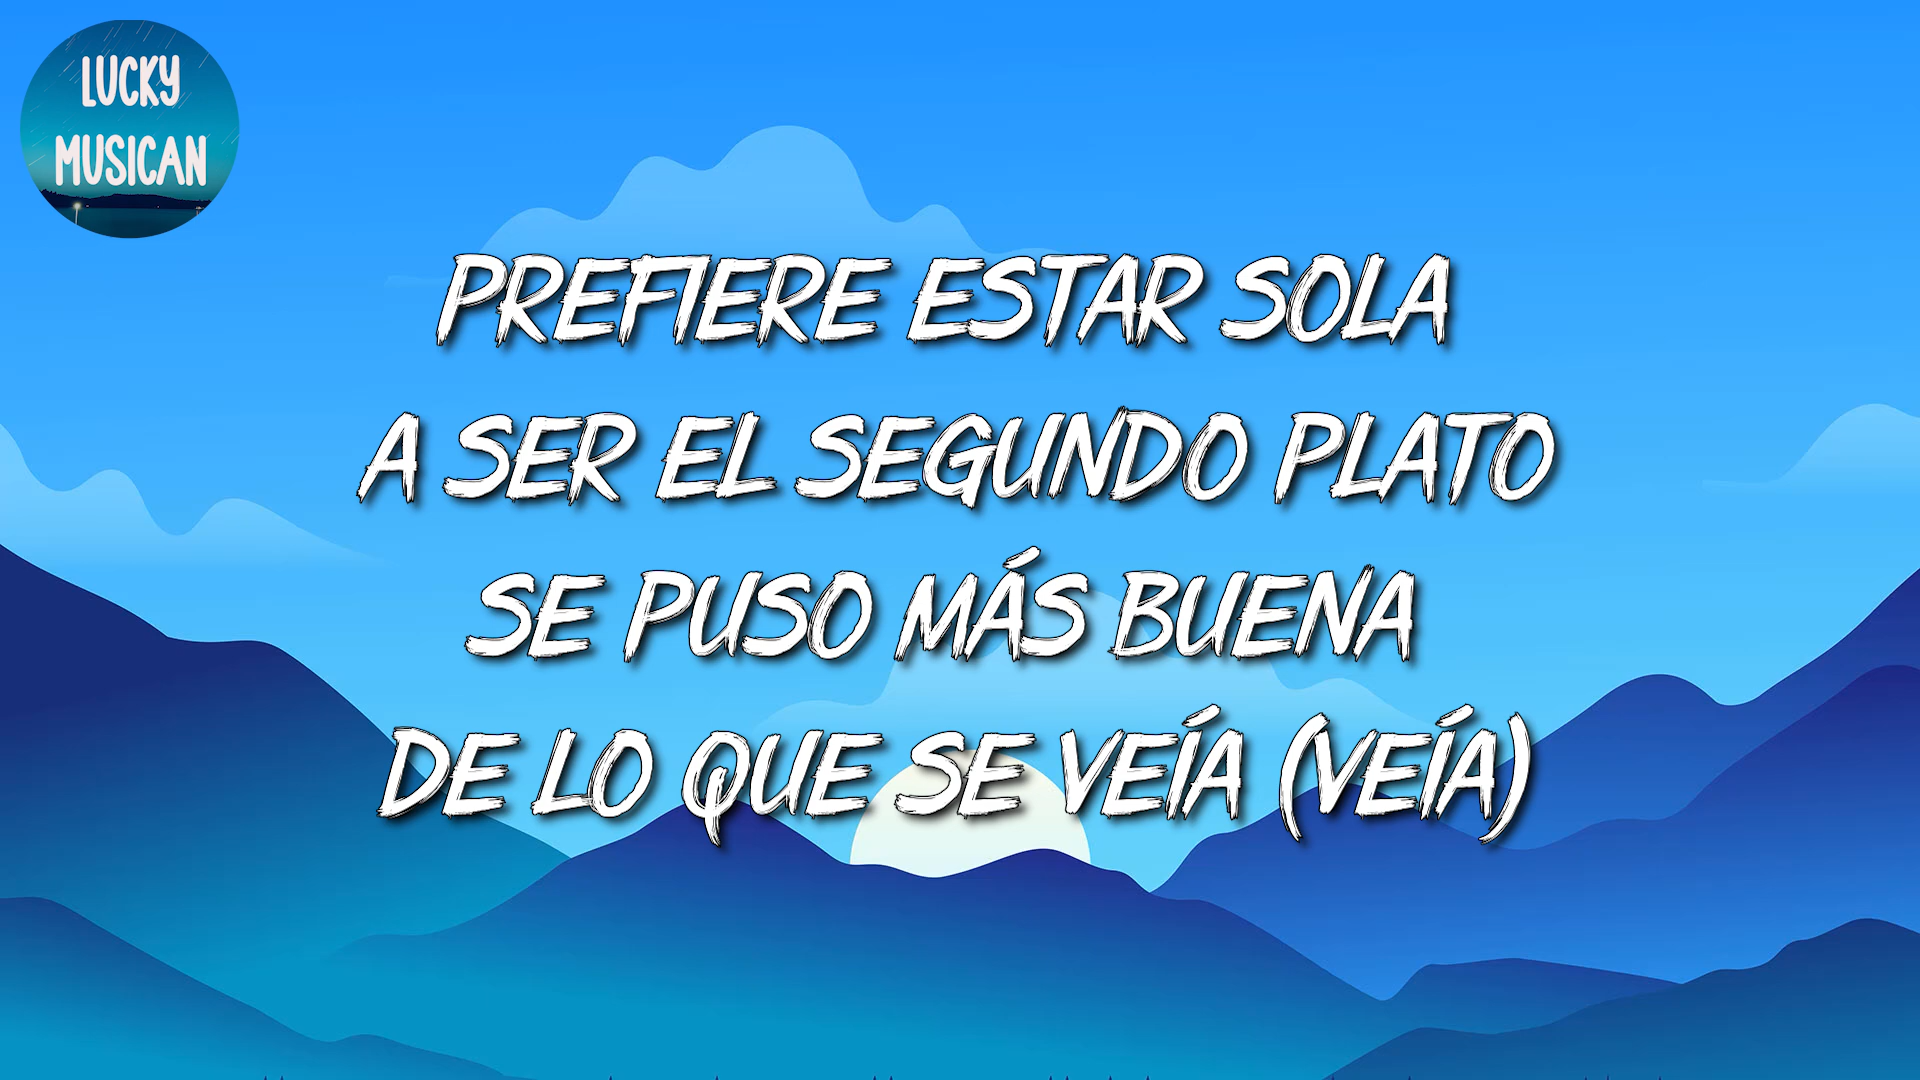 LUCKY
MUSICAN
PREFIERE ESTAR SOLA
A SER EL SEGUNDO PLATO
SE PUSO MÁS BUENA
DE LO QUE SE VEÍA (VEÍA)